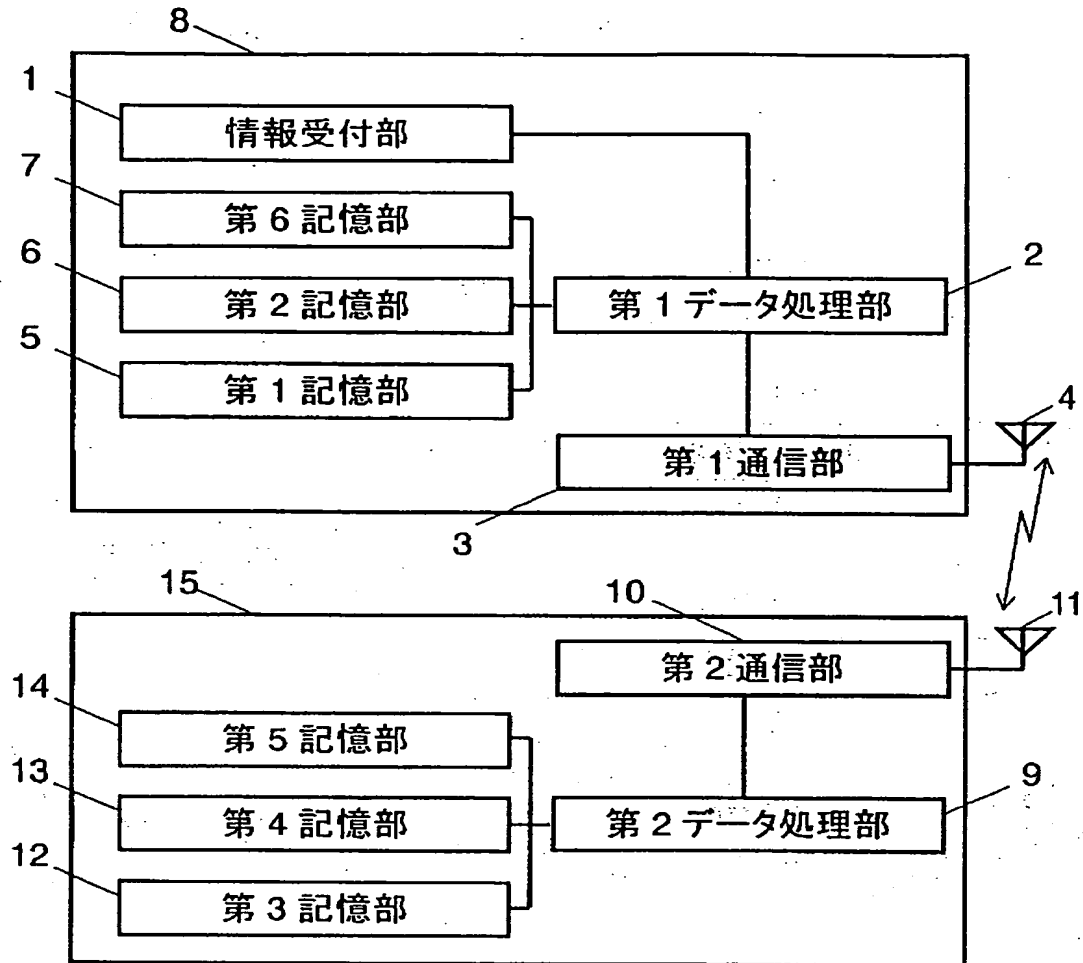 8
1
情報受付部
7
第6記憶部
6
第2記憶部
2
第1データ処理部
5
第1記憶部
4
第1通信部
3
15
10
11
第2通信部
14
第5記憶部
13
第4記憶部
9
第2データ処理部
12
第3記憶部